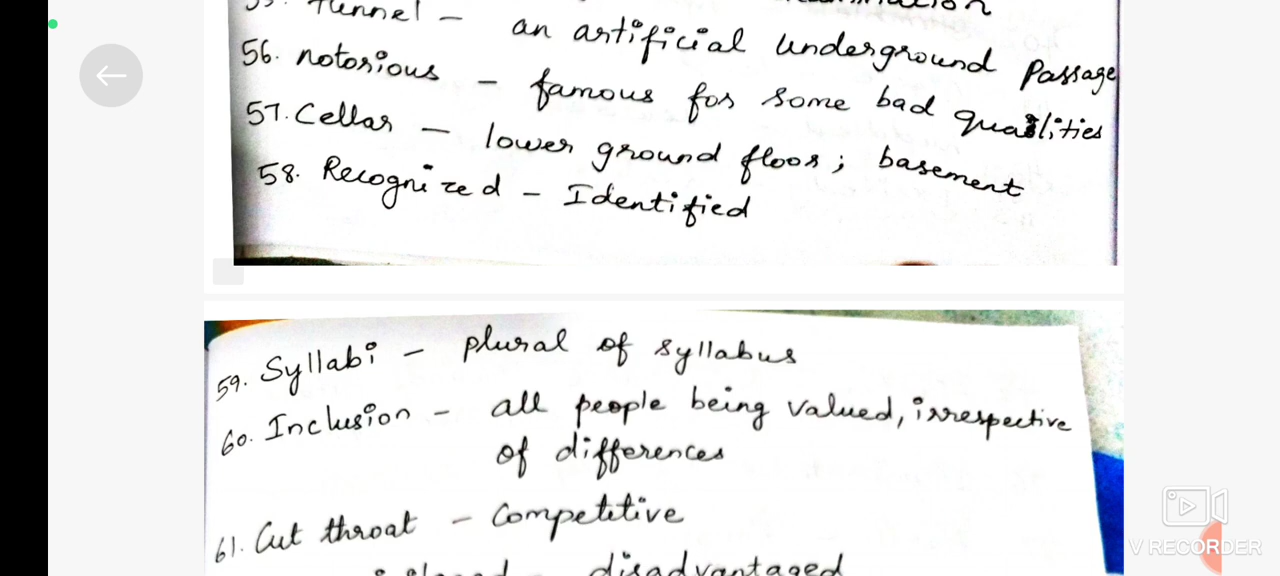 55. Tunnel - an artificial underground Passage
56. notorious - famous for some bad qualities
57. Cellar - lower ground floor; basement
58. Recognized - Identified
59. Syllabi - plural of syllabus
60. Inclusion - all people being valued, irrespective
of differences
61. Cut throat - Competitive
disadvantaged
V RECORDER